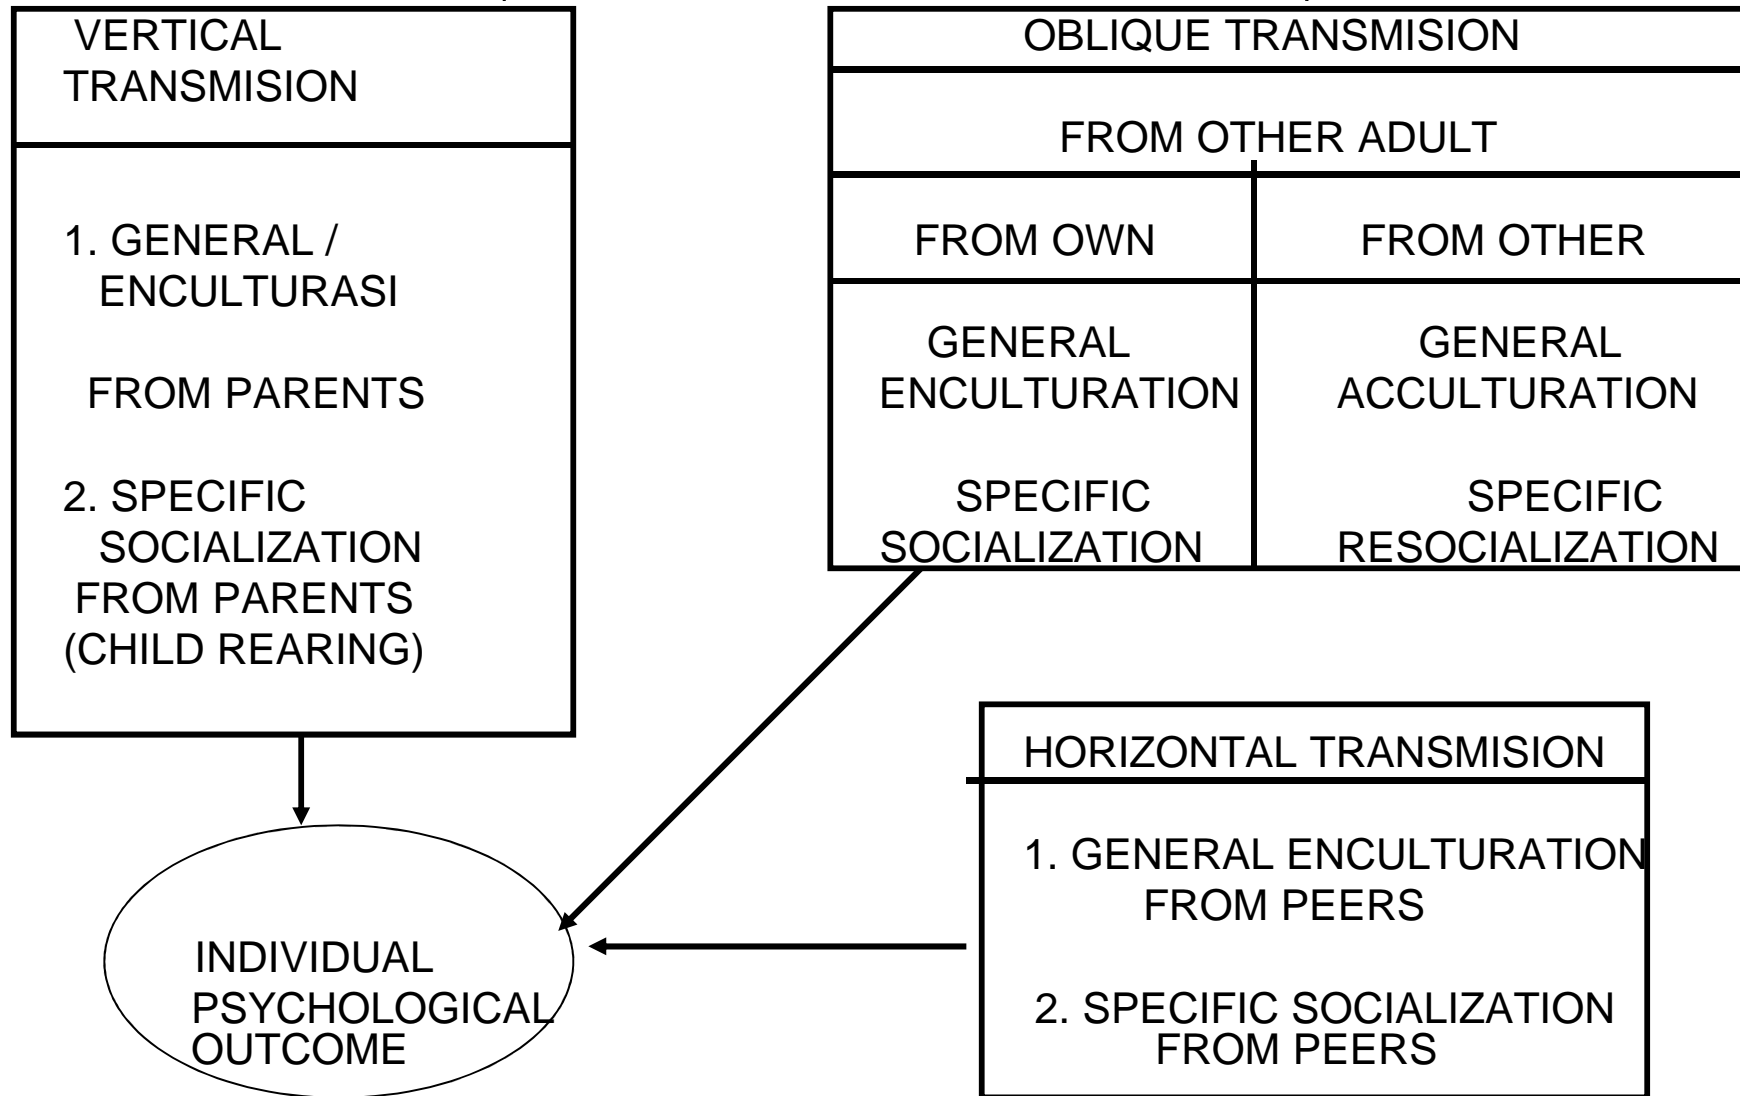 VERTICAL
TRANSMISION
1. GENERAL /
ENCULTURASI
FROM PARENTS
2. SPECIFIC
SOCIALIZATION
FROM PARENTS
(CHILD REARING)
OBLIQUE TRANSMISION
FROM OTHER ADULT
FROM OWN
FROM OTHER
GENERAL
ENCULTURATION
SPECIFIC
SOCIALIZATION
GENERAL
ACCULTURATION
SPECIFIC
RESOCIALIZATION
HORIZONTAL TRANSMISION
1. GENERAL ENCULTURATION
FROM PEERS
2. SPECIFIC SOCIALIZATION
FROM PEERS
INDIVIDUAL
PSYCHOLOGICAL
OUTCOME